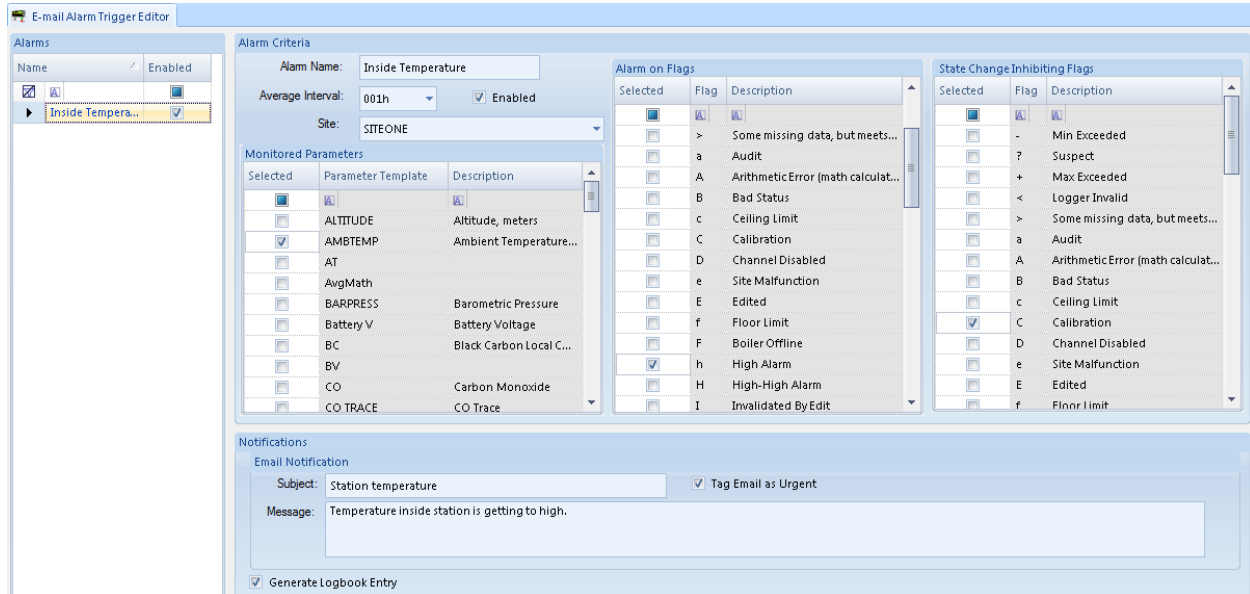 E-mail Alarm Trigger Editor
Alarms
Name Enabled
Inside Tempera...
Alarm Criteria
Alarm Name: Inside Temperature
Average Interval: 001h Enabled
Site: SITEONE
Monitored Parameters
Selected Parameter Template Description
ALTITUDE Altitude, meters
AMBTEMP Ambient Temperature...
AT
AvgMath
BARPRESS Barometric Pressure
Battery V Battery Voltage
BC Black Carbon Local C...
BV
CO Carbon Monoxide
CO TRACE CO Trace
Alarm on Flags
Selected Flag Description
> Some missing data, but meets...
a Audit
A Arithmetic Error (math calculat...
B Bad Status
c Ceiling Limit
C Calibration
D Channel Disabled
e Site Malfunction
E Edited
f Floor Limit
F Boiler Offline
h High Alarm
H High-High Alarm
I Invalidated By Edit
State Change Inhibiting Flags
Selected Flag Description
- Min Exceeded
? Suspect
+ Max Exceeded
< Logger Invalid
> Some missing data, but meets...
a Audit
A Arithmetic Error (math calculat...
B Bad Status
c Ceiling Limit
C Calibration
D Channel Disabled
e Site Malfunction
E Edited
f Floor Limit
Notifications
Email Notification
Subject: Station temperature Tag Email as Urgent
Message: Temperature inside station is getting to high.
Generate Logbook Entry